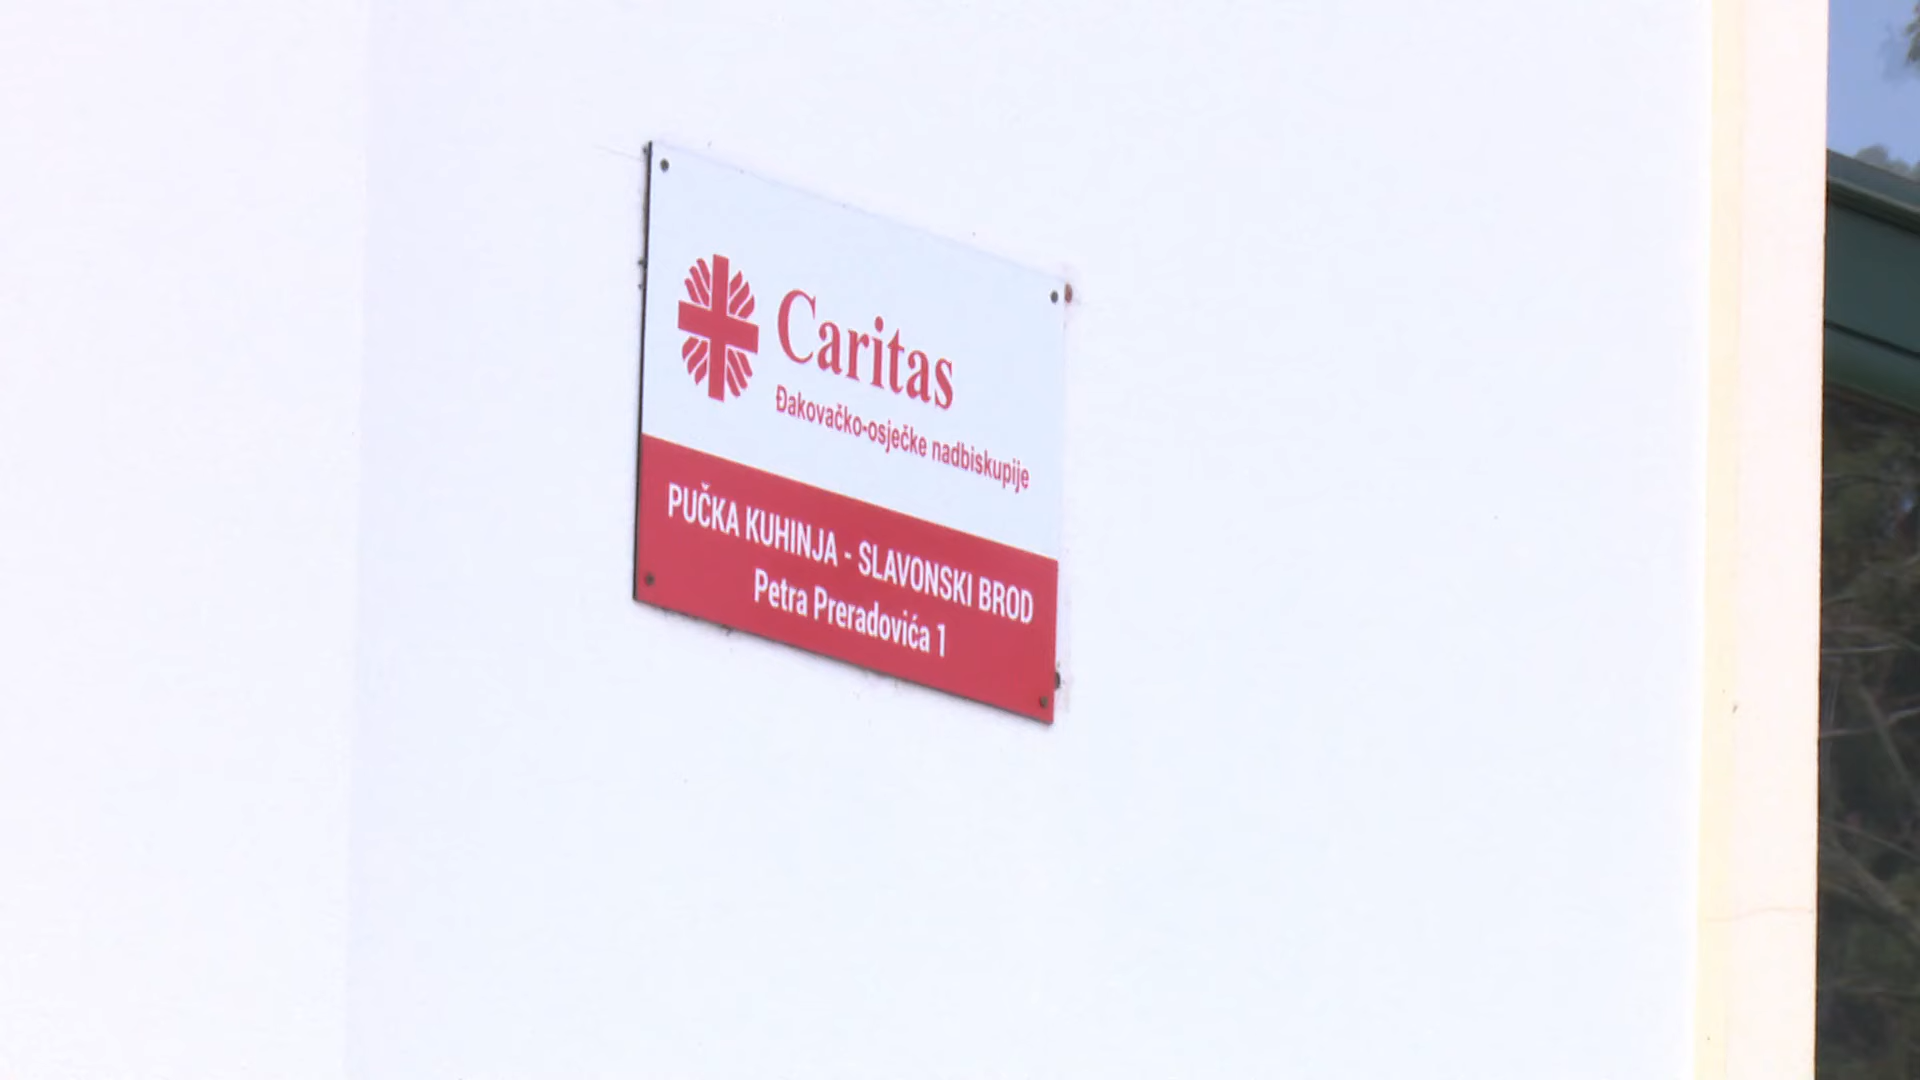 Caritas
Đakovačko-osječke nadbiskupije
PUČKA KUHINJA - SLAVONSKI BROD
Petra Preradovića 1